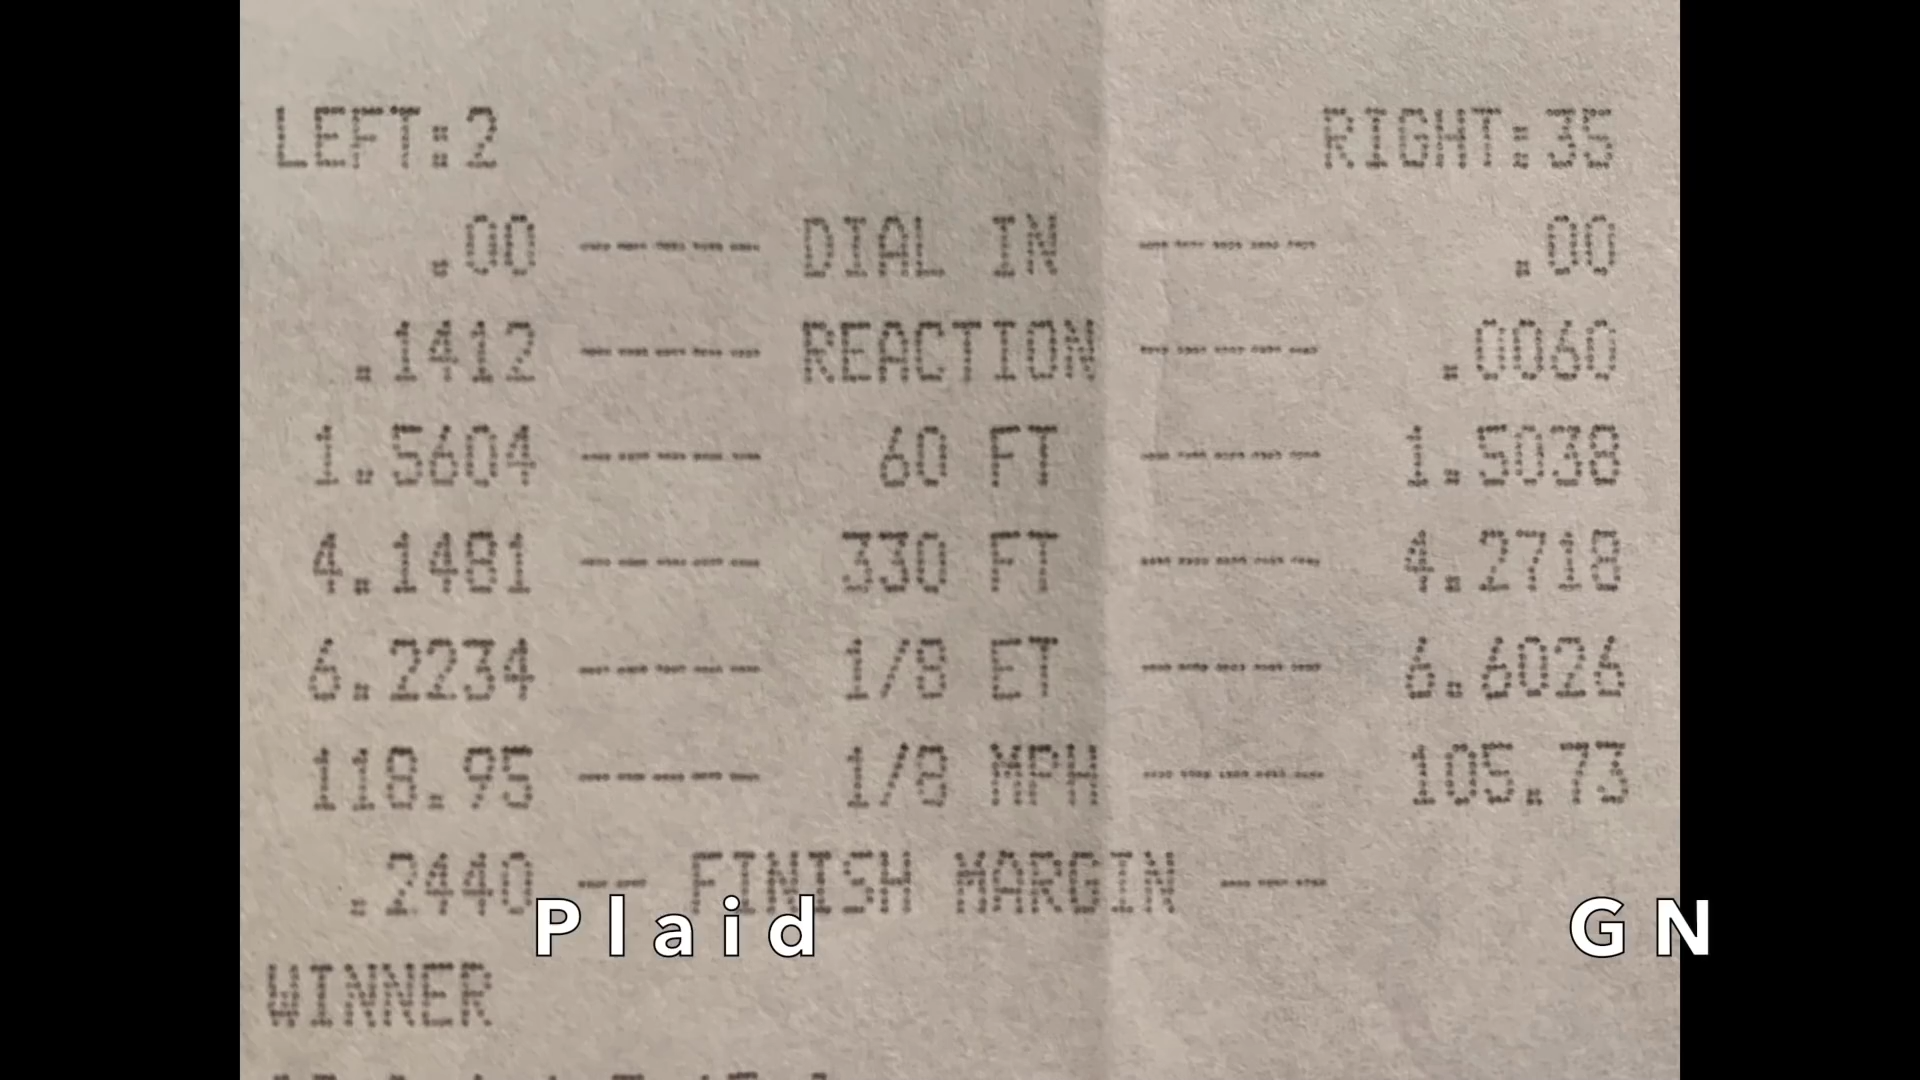 LEFT:2 RIGHT:35
.00 ----- DIAL IN ----- .00
.1412 ----- REACTION ----- .0060
1.5604 ----- 60 FT ----- 1.5038
4.1481 ----- 330 FT ----- 4.2718
6.2234 ----- 1/8 ET ----- 6.6026
118.95 ----- 1/8 MPH ----- 105.73
.2440 -- FINISH MARGIN ---
Plaid GN
WINNER